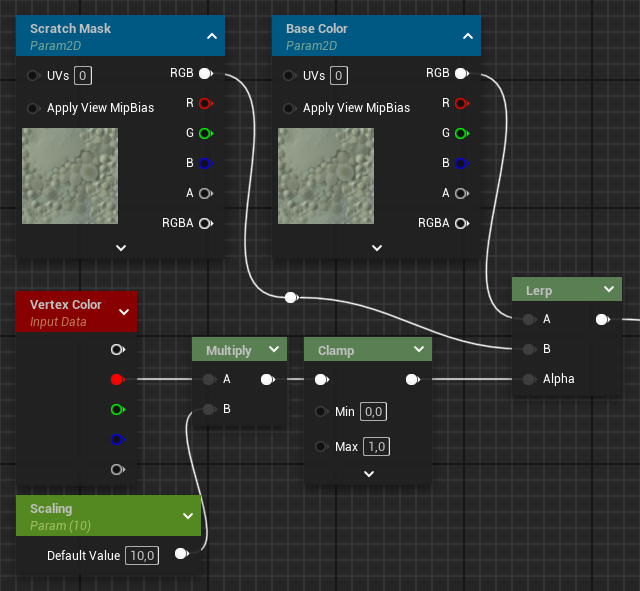 Scratch Mask
Param2D
UVs 0
RGB
Apply View MipBias
R
G
B
A
RGBA
Base Color
Param2D
UVs 0
RGB
Apply View MipBias
R
G
B
A
RGBA
Vertex Color
Input Data
Multiply
A
B
Clamp
Min 0,0
Max 1,0
Lerp
A
B
Alpha
Scaling
Param (10)
Default Value 10,0